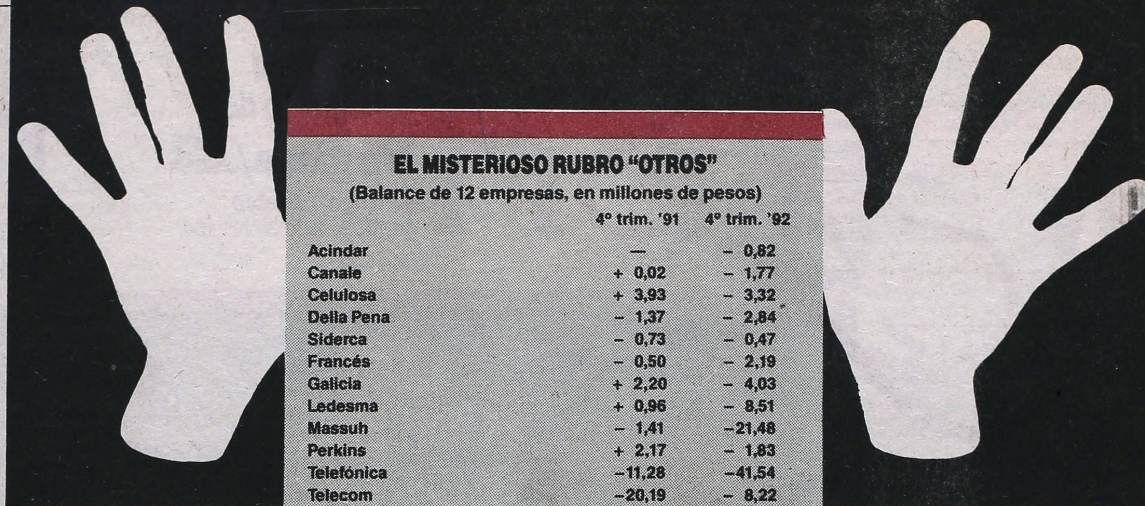 EL MISTERIOSO RUBRO “OTROS”
(Balance de 12 empresas, en millones de pesos)
4º trim. '91 4º trim. '92
Acindar — – 0,82
Canale + 0,02 – 1,77
Celulosa + 3,93 – 3,32
Della Pena – 1,37 – 2,84
Siderca – 0,73 – 0,47
Francés – 0,50 – 2,19
Galicia + 2,20 – 4,03
Ledesma + 0,96 – 8,51
Massuh – 1,41 –21,48
Perkins + 2,17 – 1,83
Telefónica –11,28 –41,54
Telecom –20,19 – 8,22